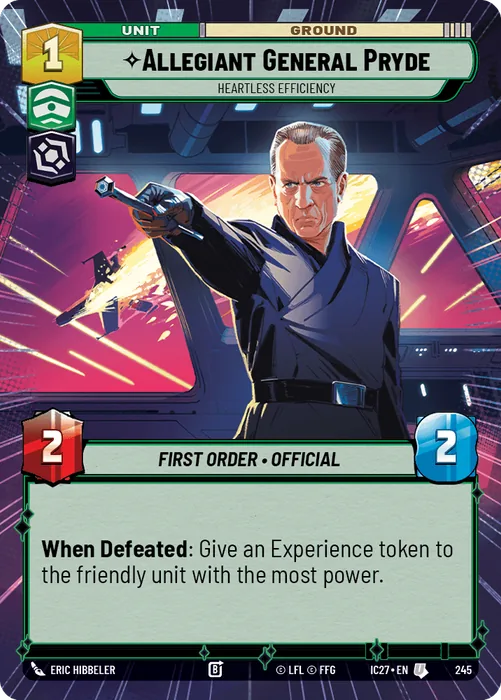 UNIT
GROUND
1
✧ALLEGIANT GENERAL PRYDE
HEARTLESS EFFICIENCY
2
2
FIRST ORDER • OFFICIAL
When Defeated: Give an Experience token to
the friendly unit with the most power.
ERIC HIBBELER
B
© LFL © FFG
IC27 • EN
245